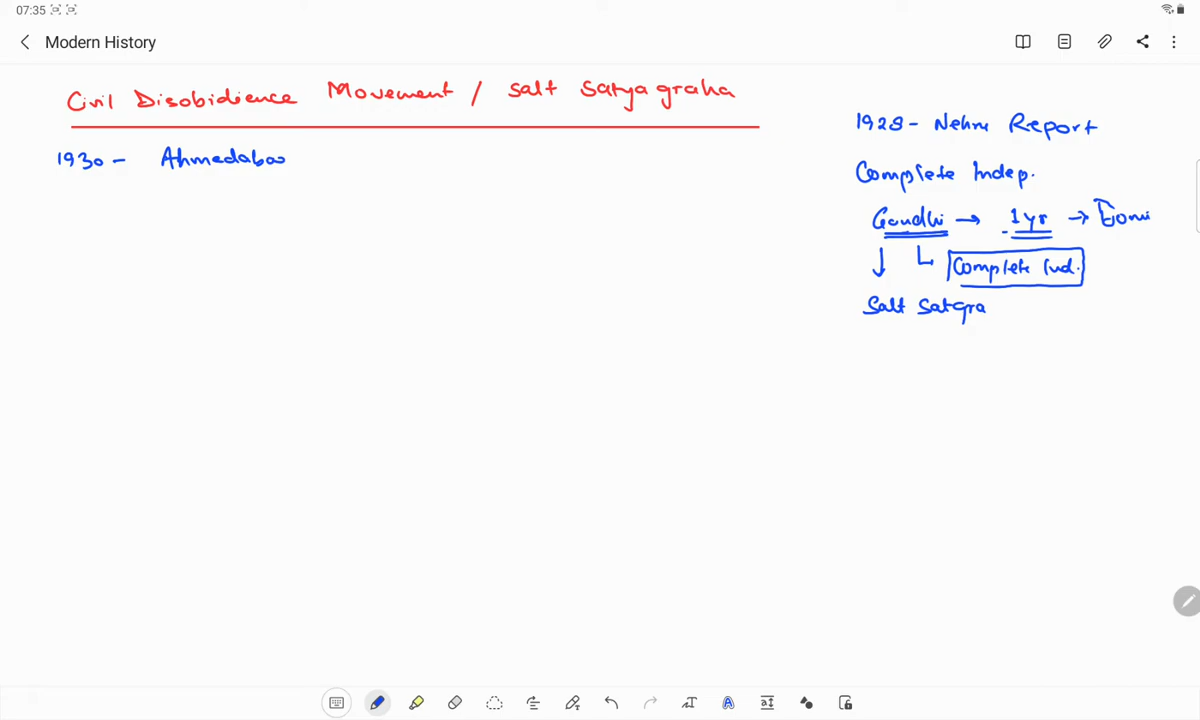 07:35
Modern History
Civil Disobidience Movement / Salt Satyagraha
1930 - Ahmedabad
1928 - Nehru Report
Complete Indep.
Gandhi → 1yr → Domi
Complete Ind.
Salt Satgra